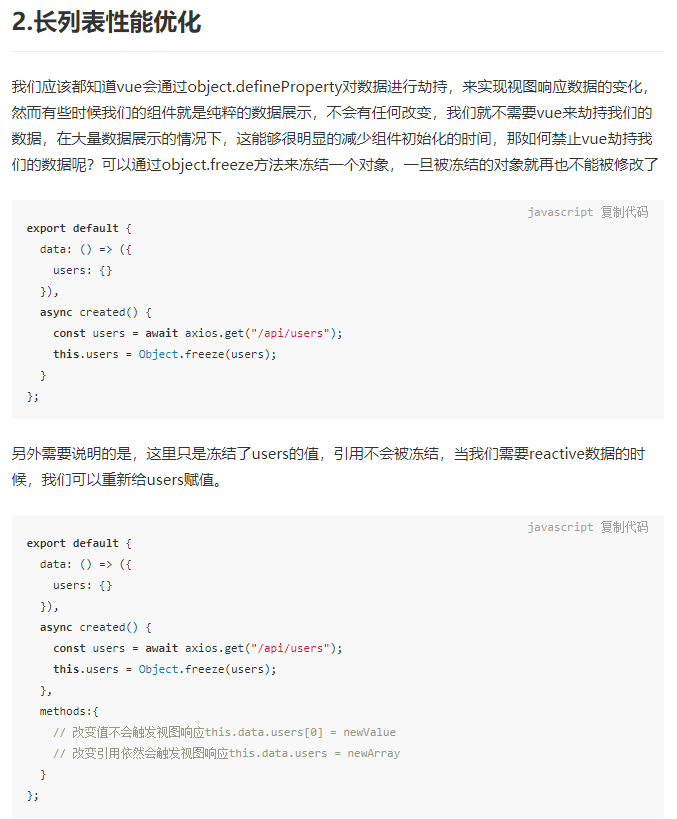 2.长列表性能优化
我们应该都知道vue会通过object.defineProperty对数据进行劫持，来实现视图响应数据的变化，
然而有些时候我们的组件就是纯粹的数据展示，不会有任何改变，我们就不需要vue来劫持我们的
数据，在大量数据展示的情况下，这能够很明显的减少组件初始化的时间，那如何禁止vue劫持我
们的数据呢？可以通过object.freeze方法来冻结一个对象，一旦被冻结的对象就再也不能被修改了
javascript 复制代码
export default {
  data: () => ({
    users: {}
  }),
  async created() {
    const users = await axios.get("/api/users");
    this.users = Object.freeze(users);
  }
};
另外需要说明的是，这里只是冻结了users的值，引用不会被冻结，当我们需要reactive数据的时
候，我们可以重新给users赋值。
javascript 复制代码
export default {
  data: () => ({
    users: {}
  }),
  async created() {
    const users = await axios.get("/api/users");
    this.users = Object.freeze(users);
  },
  methods:{
    // 改变值不会触发视图响应this.data.users[0] = newValue
    // 改变引用依然会触发视图响应this.data.users = newArray
  }
};